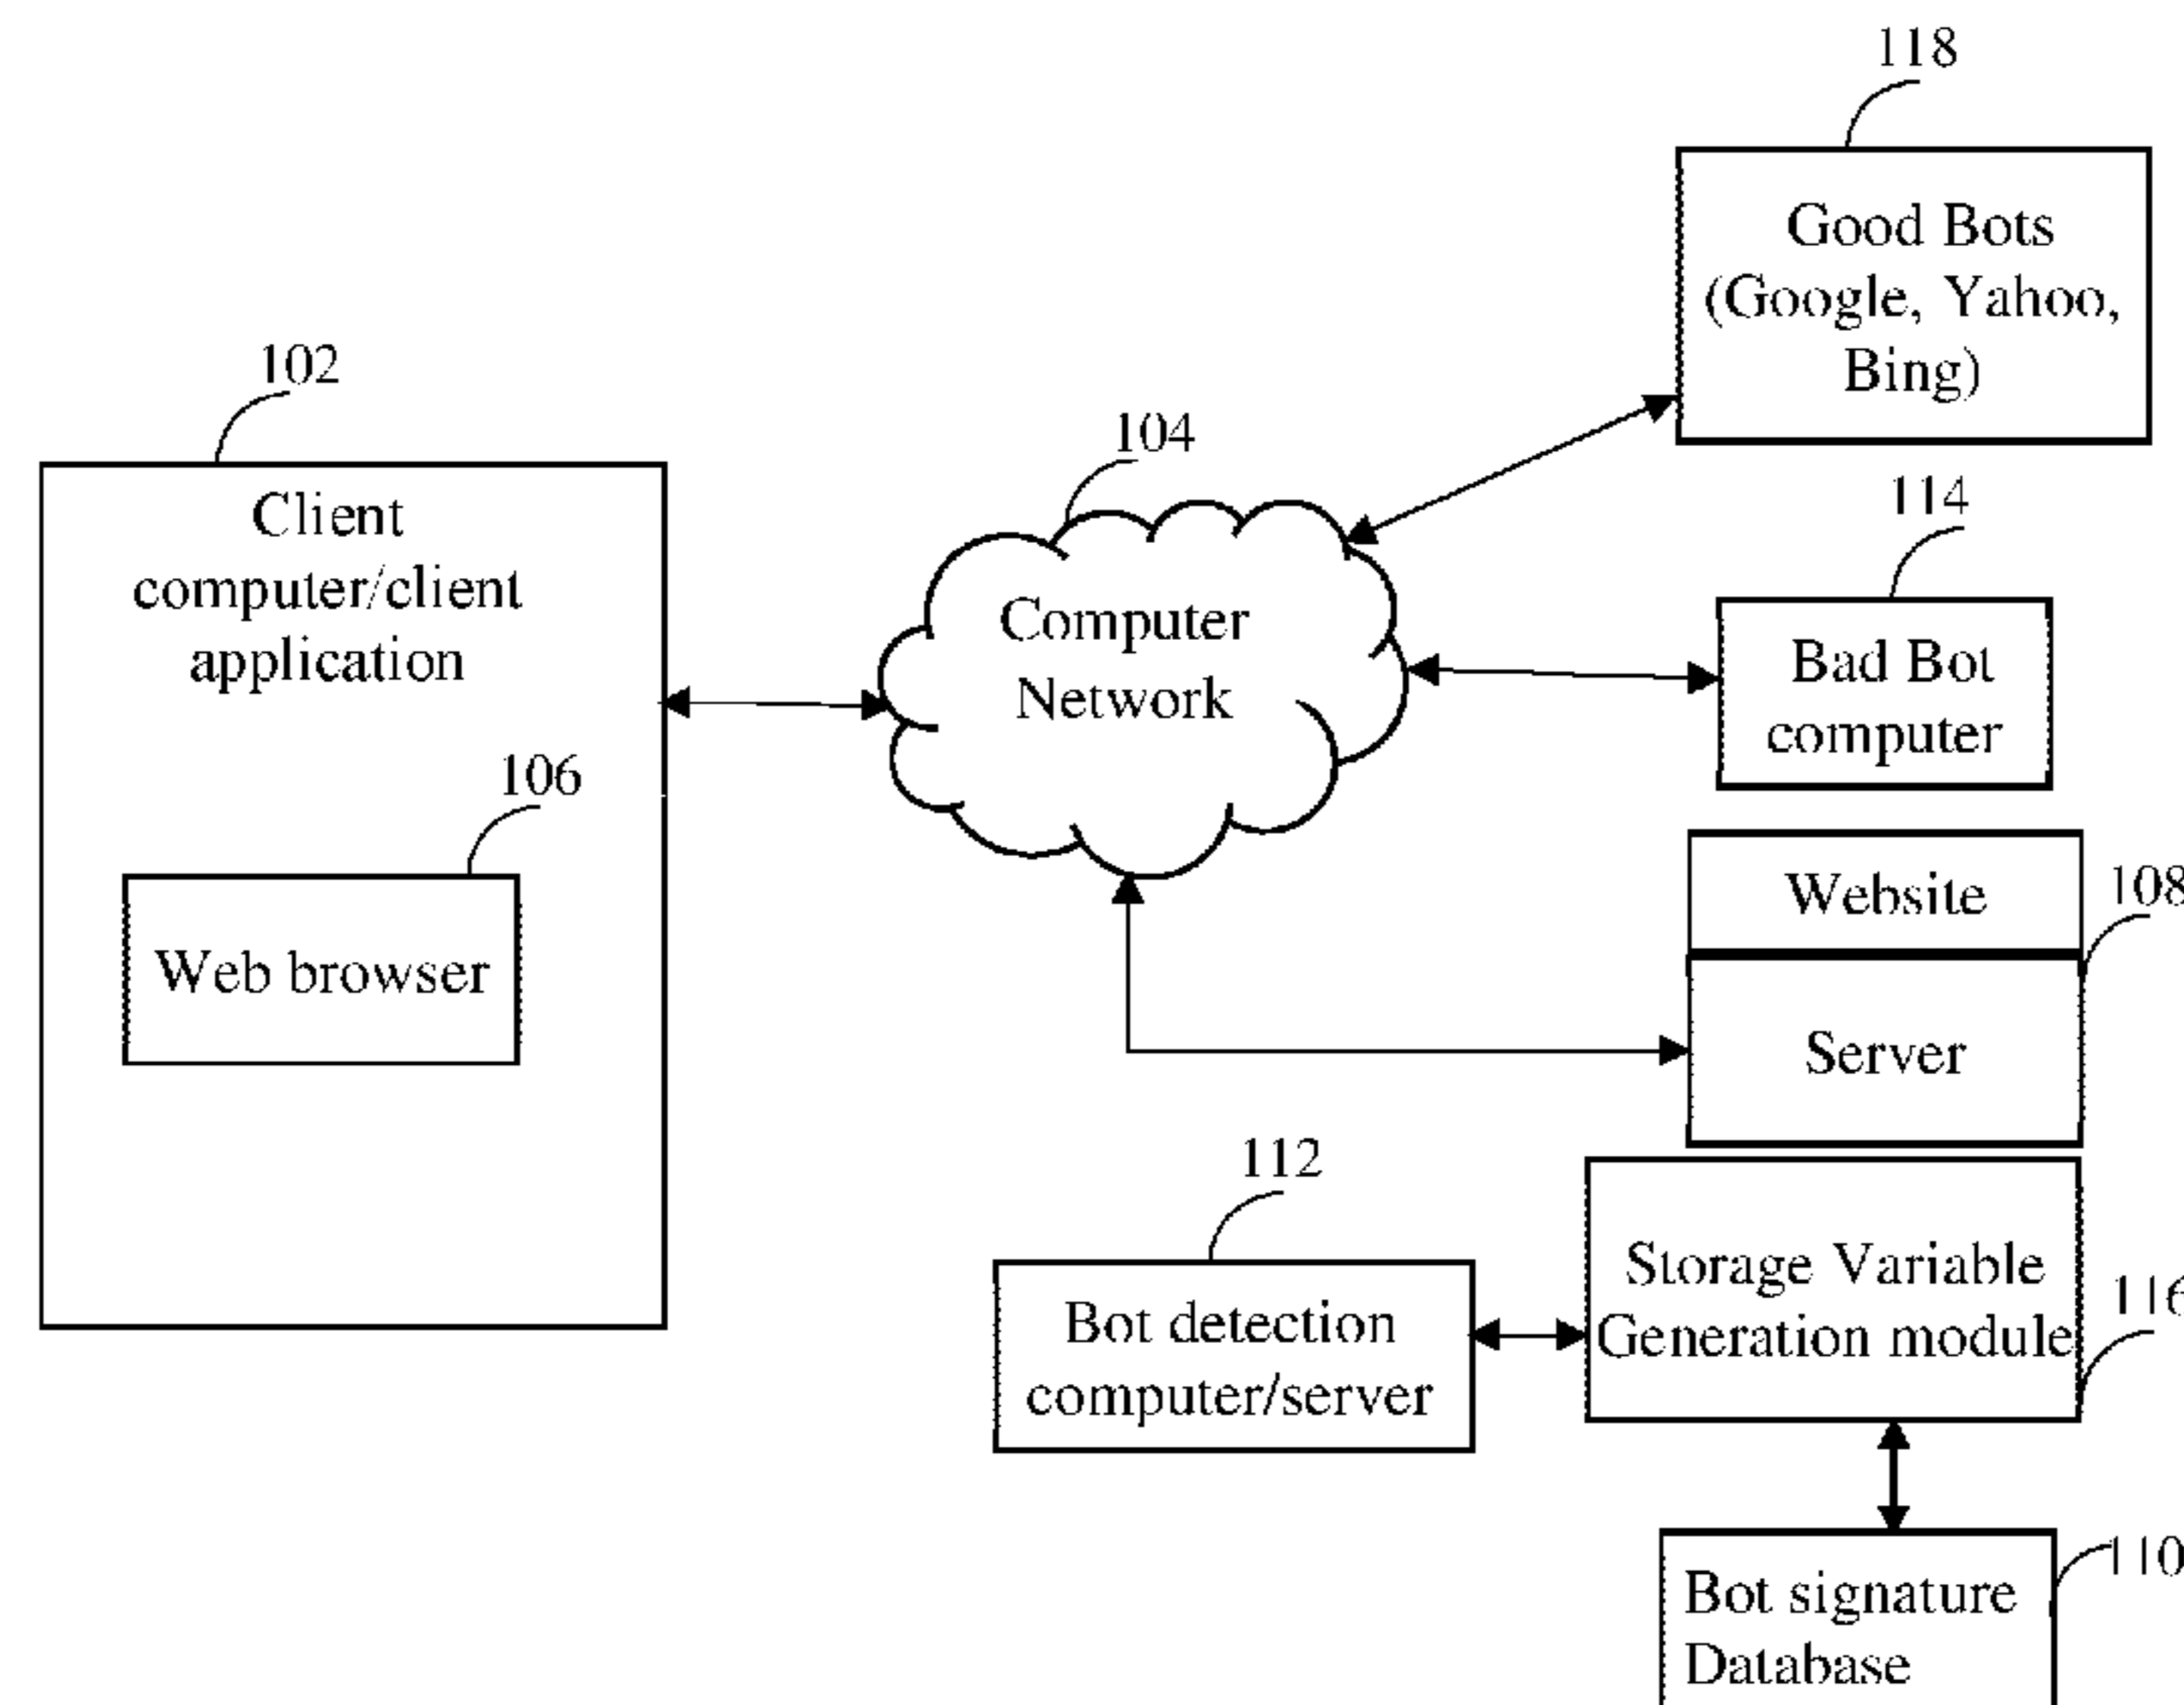 118
Good Bots
(Google, Yahoo,
Bing)
102
Client
computer/client
application
104
Computer
Network
114
Bad Bot
computer
106
Web browser
Website
108
Server
112
Bot detection
computer/server
Storage Variable
Generation module
116
110
Bot signature
Database